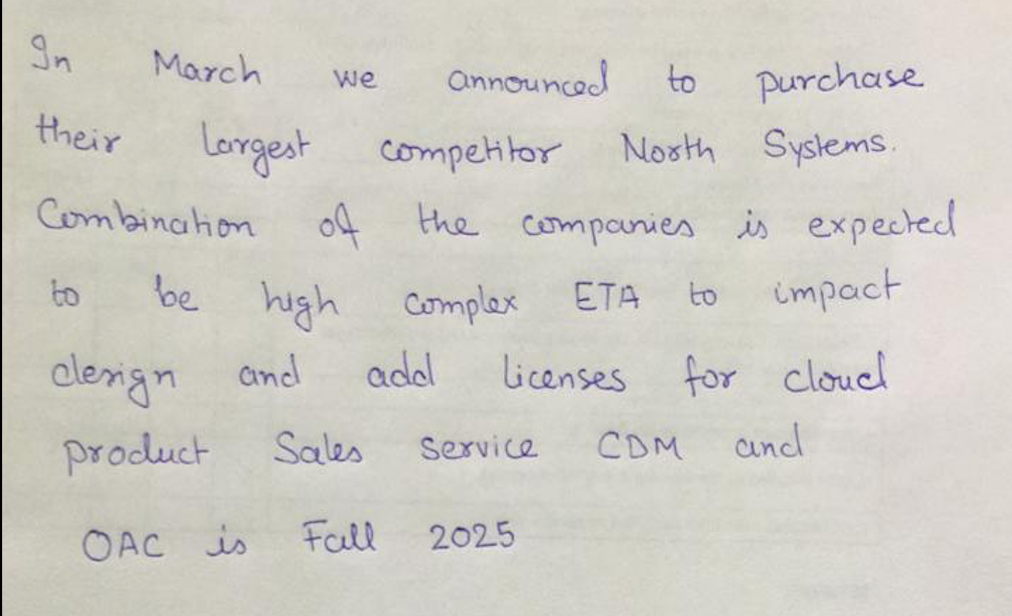 In March we announced to purchase
their largest competitor North Systems.
Combination of the companies is expected
to be high complex ETA to impact
design and add licenses for cloud
product Sales service CDM and
OAC is Fall 2025